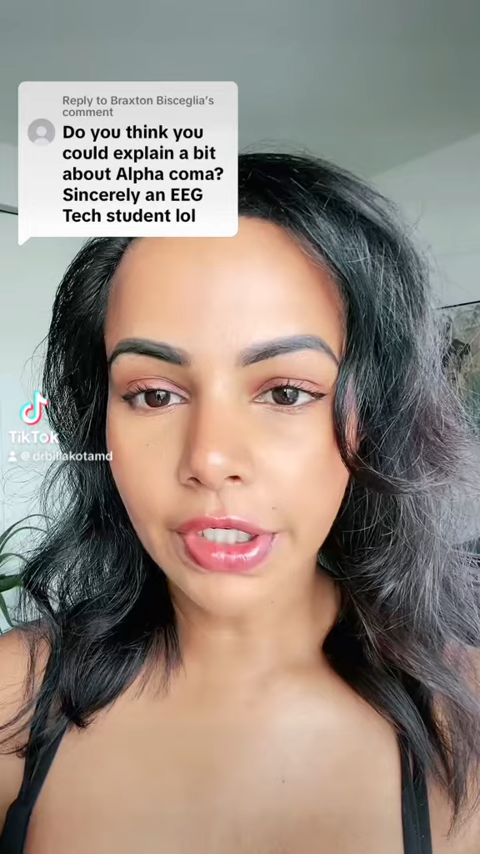 Reply to Braxton Bisceglia's
comment
Do you think you
could explain a bit
about Alpha coma?
Sincerely an EEG
Tech student lol
TikTok
@drbillakotamd